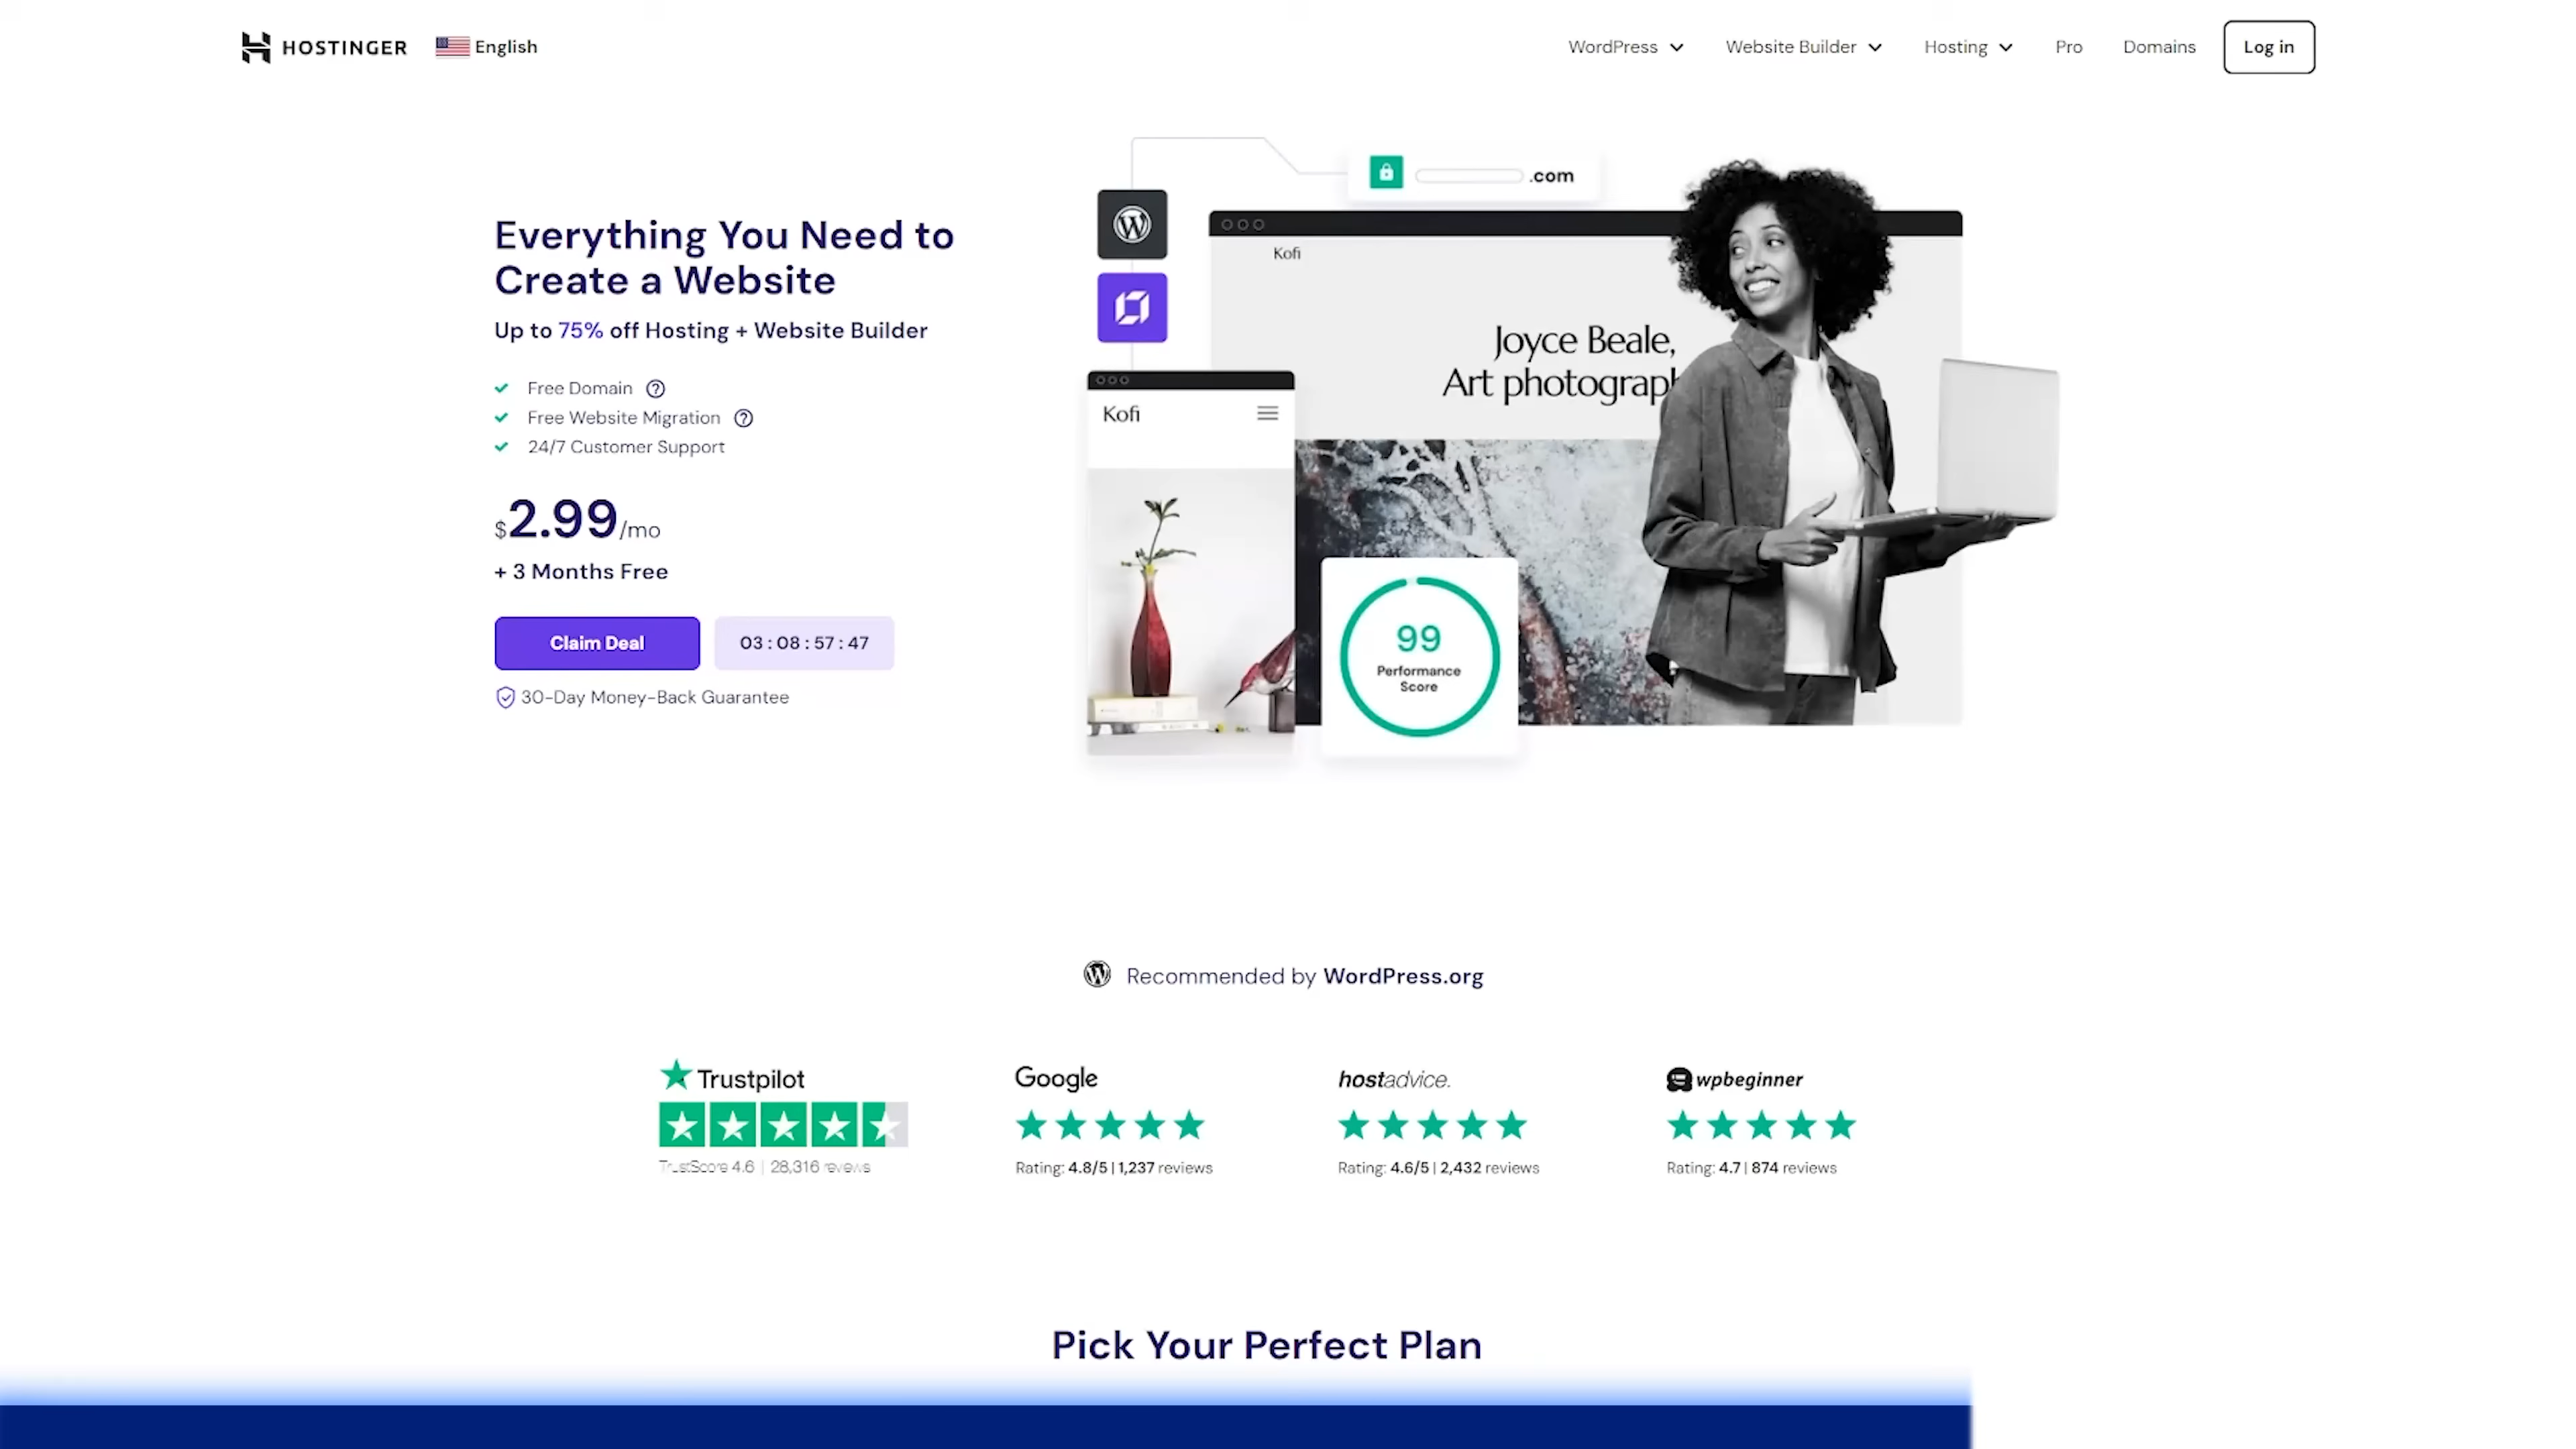 HOSTINGER English WordPress Website Builder Hosting Pro Domains Log in
.com
Kofi
Everything You Need to
Create a Website
Up to 75% off Hosting + Website Builder
Free Domain ?
Free Website Migration ?
24/7 Customer Support
$2.99/mo
+ 3 Months Free
Claim Deal 03 : 08 : 57 : 47
30-Day Money-Back Guarantee
Joyce Beale,
Art photograph
Kofi
99
Performance
Score
Recommended by WordPress.org
Trustpilot
TrustScore 4.6 | 28,316 reviews
Google
Rating: 4.8/5 | 1,237 reviews
hostadvice.
Rating: 4.6/5 | 2,432 reviews
wpbeginner
Rating: 4.7 | 874 reviews
Pick Your Perfect Plan